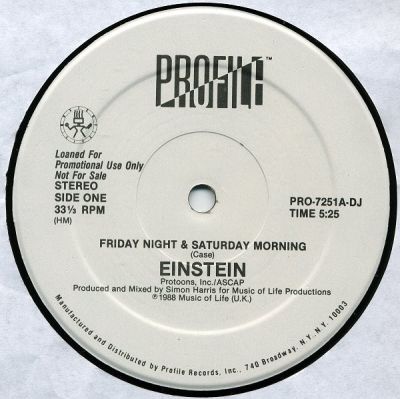 PROFILE™
Loaned For
Promotional Use Only
Not For Sale
STEREO
SIDE ONE
33⅓ RPM
(HM)
PRO-7251A-DJ
TIME 5:25
FRIDAY NIGHT & SATURDAY MORNING
(Case)
EINSTEIN
Protoons, Inc./ASCAP
Produced and Mixed by Simon Harris for Music of Life Productions
℗1988 Music of Life (U.K.)
Manufactured and Distributed by Profile Records, Inc., 740 Broadway, N.Y. N.Y. 10003